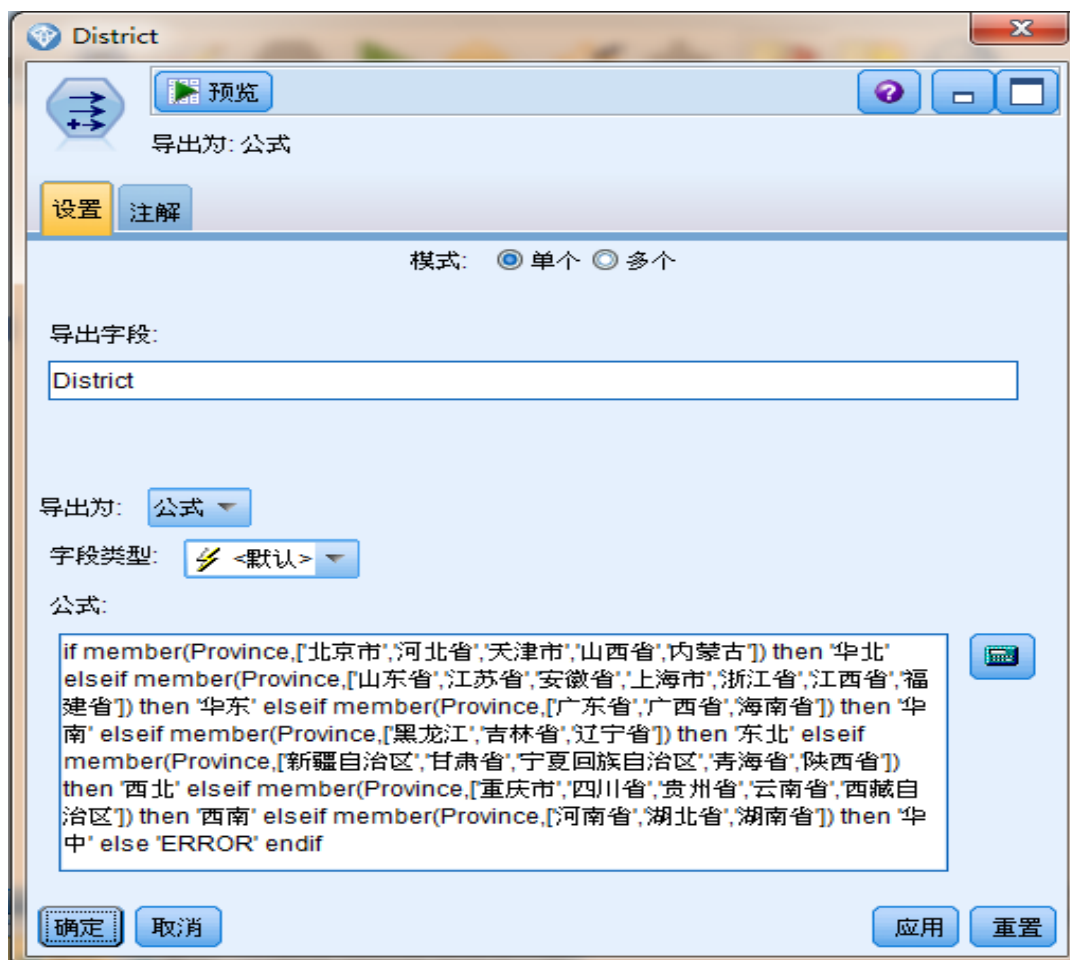 District
预览
导出为: 公式
设置
注解
模式: 单个 多个
导出字段:
District
导出为: 公式
字段类型: <默认>
公式:
if member(Province,['北京市','河北省','天津市','山西省','内蒙古']) then '华北'
elseif member(Province,['山东省','江苏省','安徽省','上海市','浙江省','江西省','福
建省']) then '华东' elseif member(Province,['广东省','广西省','海南省']) then '华
南' elseif member(Province,['黑龙江','吉林省','辽宁省']) then '东北' elseif
member(Province,['新疆自治区','甘肃省','宁夏回族自治区','青海省','陕西省'])
then '西北' elseif member(Province,['重庆市','四川省','贵州省','云南省','西藏自
治区']) then '西南' elseif member(Province,['河南省','湖北省','湖南省']) then '华
中' else 'ERROR' endif
确定 取消 应用 重置